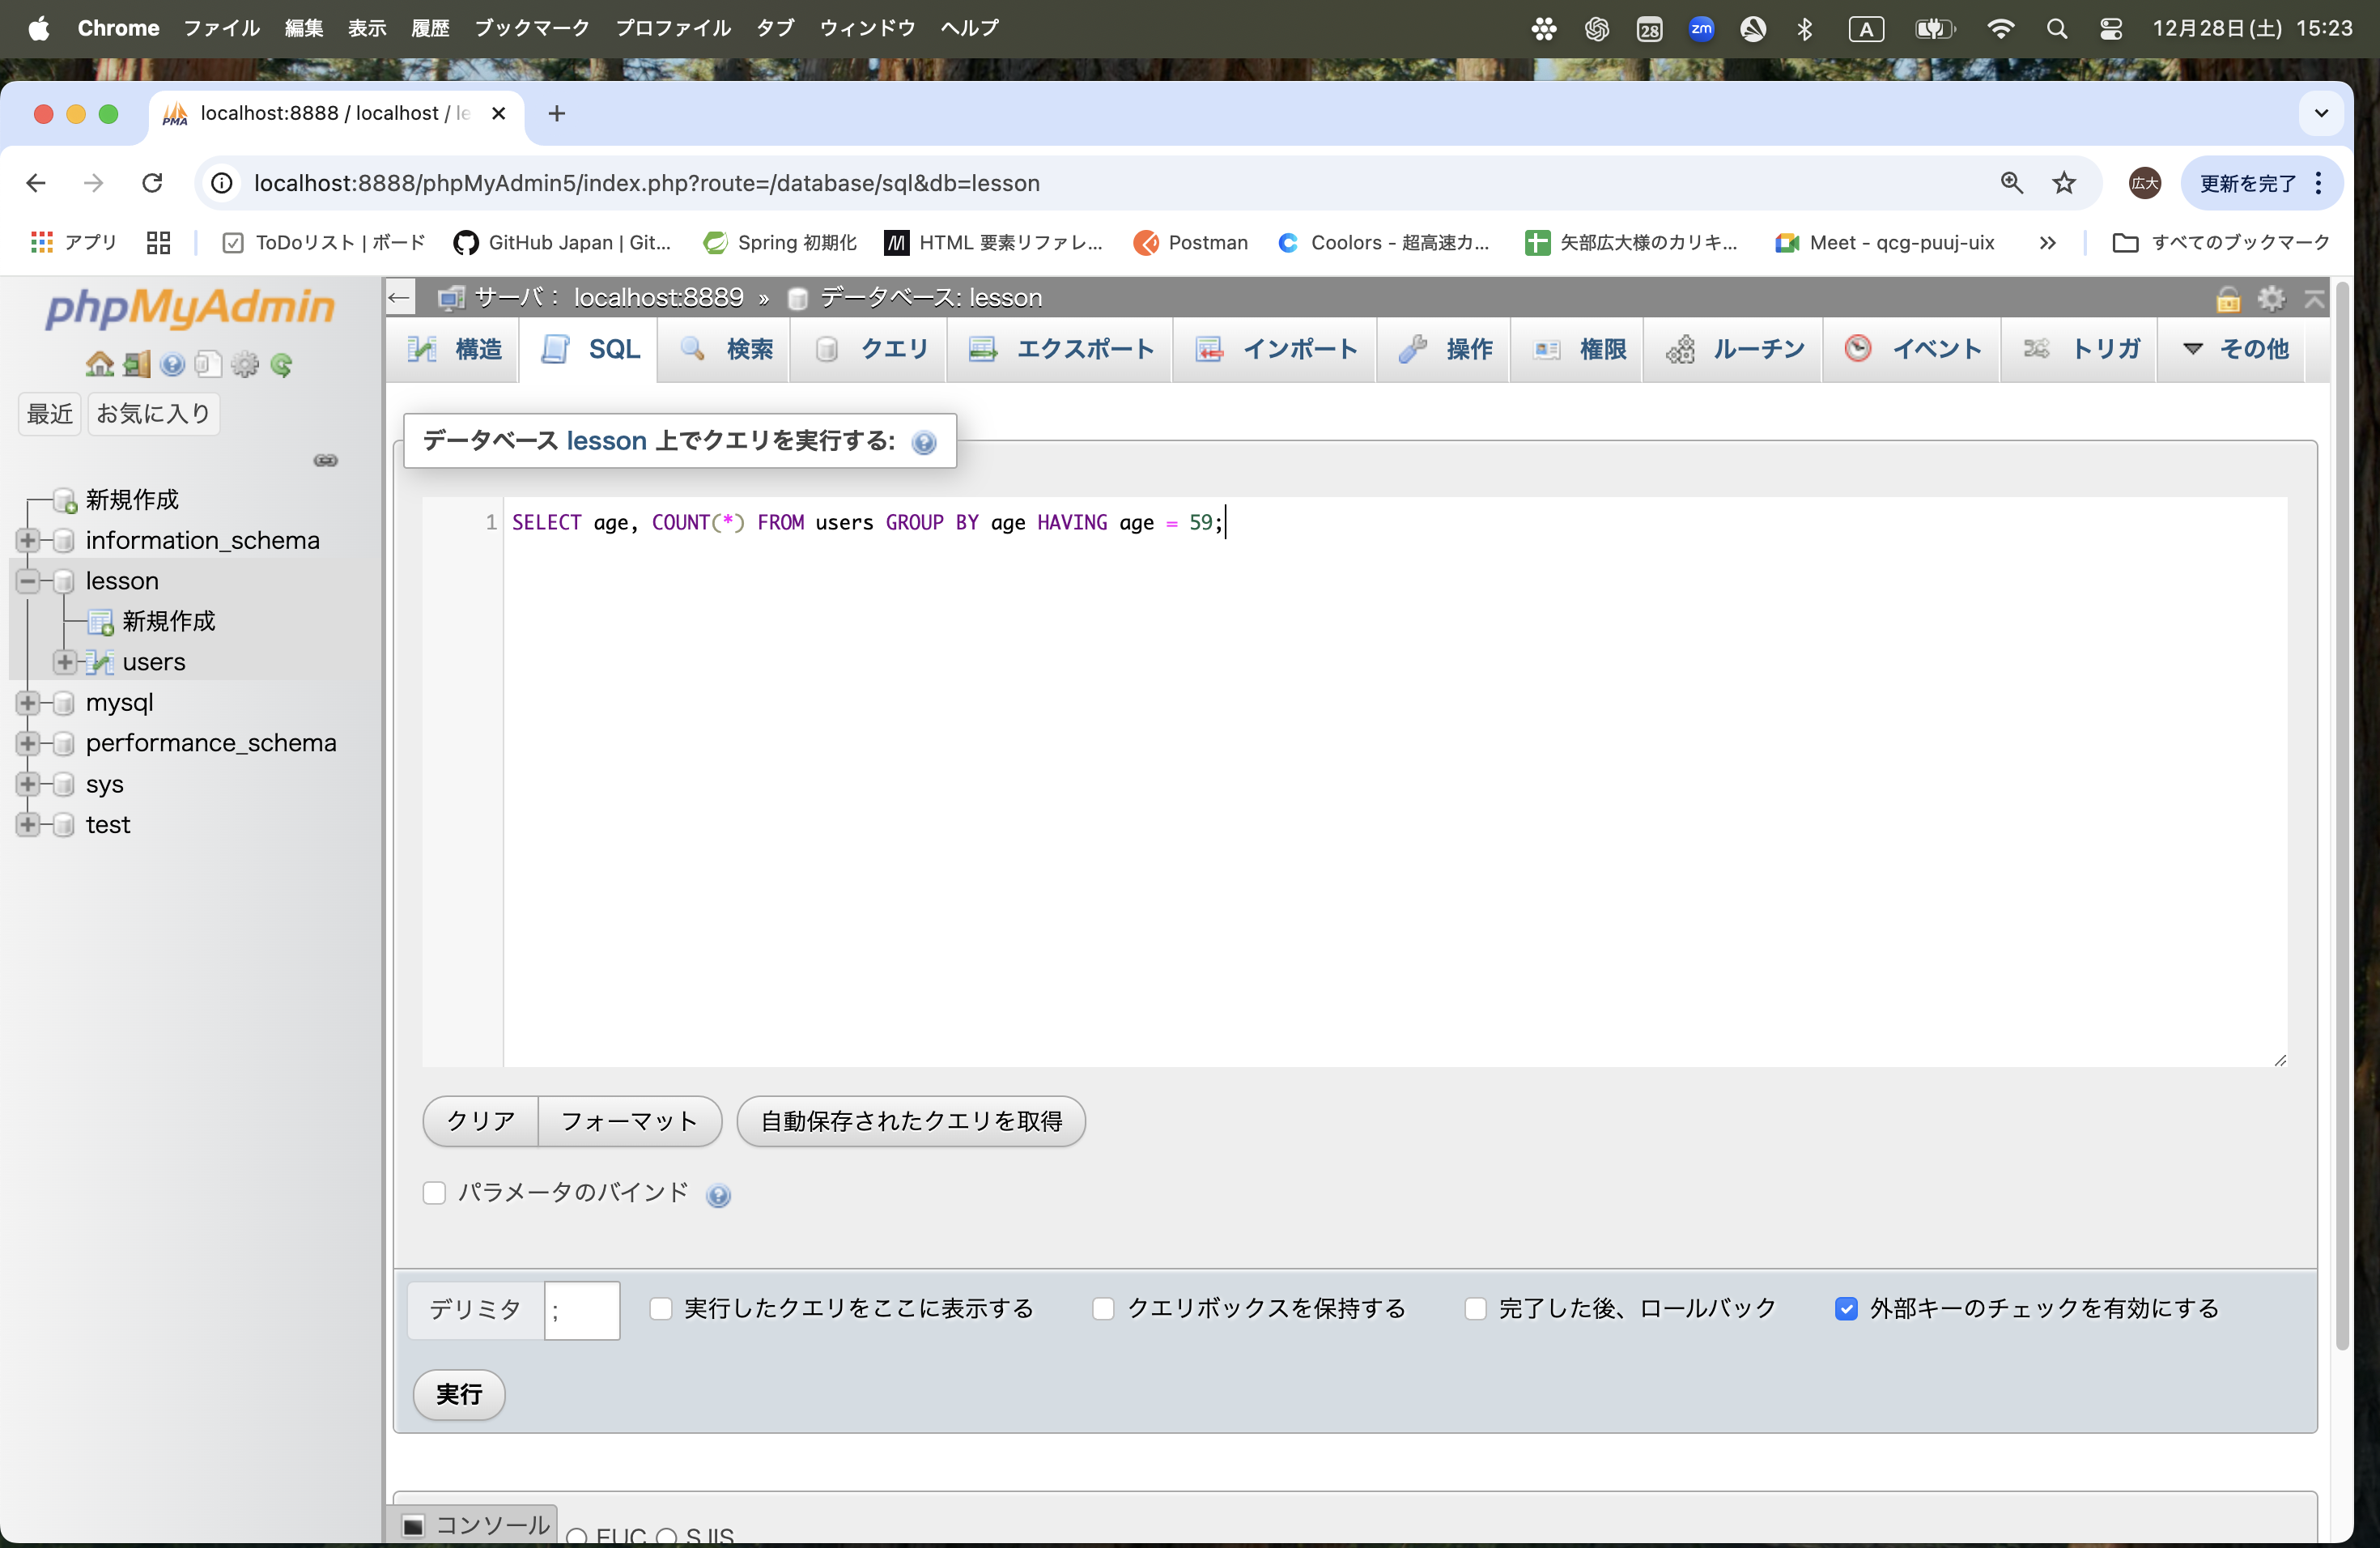 Chrome ファイル 編集 表示 履歴 ブックマーク プロファイル タブ ウィンドウ ヘルプ 28 zm A 12月28日(土) 15:23
PMA localhost:8888 / localhost / le
localhost:8888/phpMyAdmin5/index.php?route=/database/sql&db=lesson 広大 更新を完了
アプリ ToDoリスト | ボード GitHub Japan | Git... Spring 初期化 M HTML 要素リファレ... Postman Coolors - 超高速カ... 矢部広大様のカリキ... Meet - qcg-puuj-uix すべてのブックマーク
phpMyAdmin
最近 お気に入り
新規作成
information_schema
lesson
新規作成
users
mysql
performance_schema
sys
test
サーバ: localhost:8889 » データベース: lesson
構造 SQL 検索 クエリ エクスポート インポート 操作 権限 ルーチン イベント トリガ その他
データベース lesson 上でクエリを実行する:
1 SELECT age, COUNT(*) FROM users GROUP BY age HAVING age = 59;
クリア フォーマット 自動保存されたクエリを取得
パラメータのバインド
デリミタ ; 実行したクエリをここに表示する クエリボックスを保持する 完了した後、ロールバック 外部キーのチェックを有効にする
実行
コンソール EUC SJIS